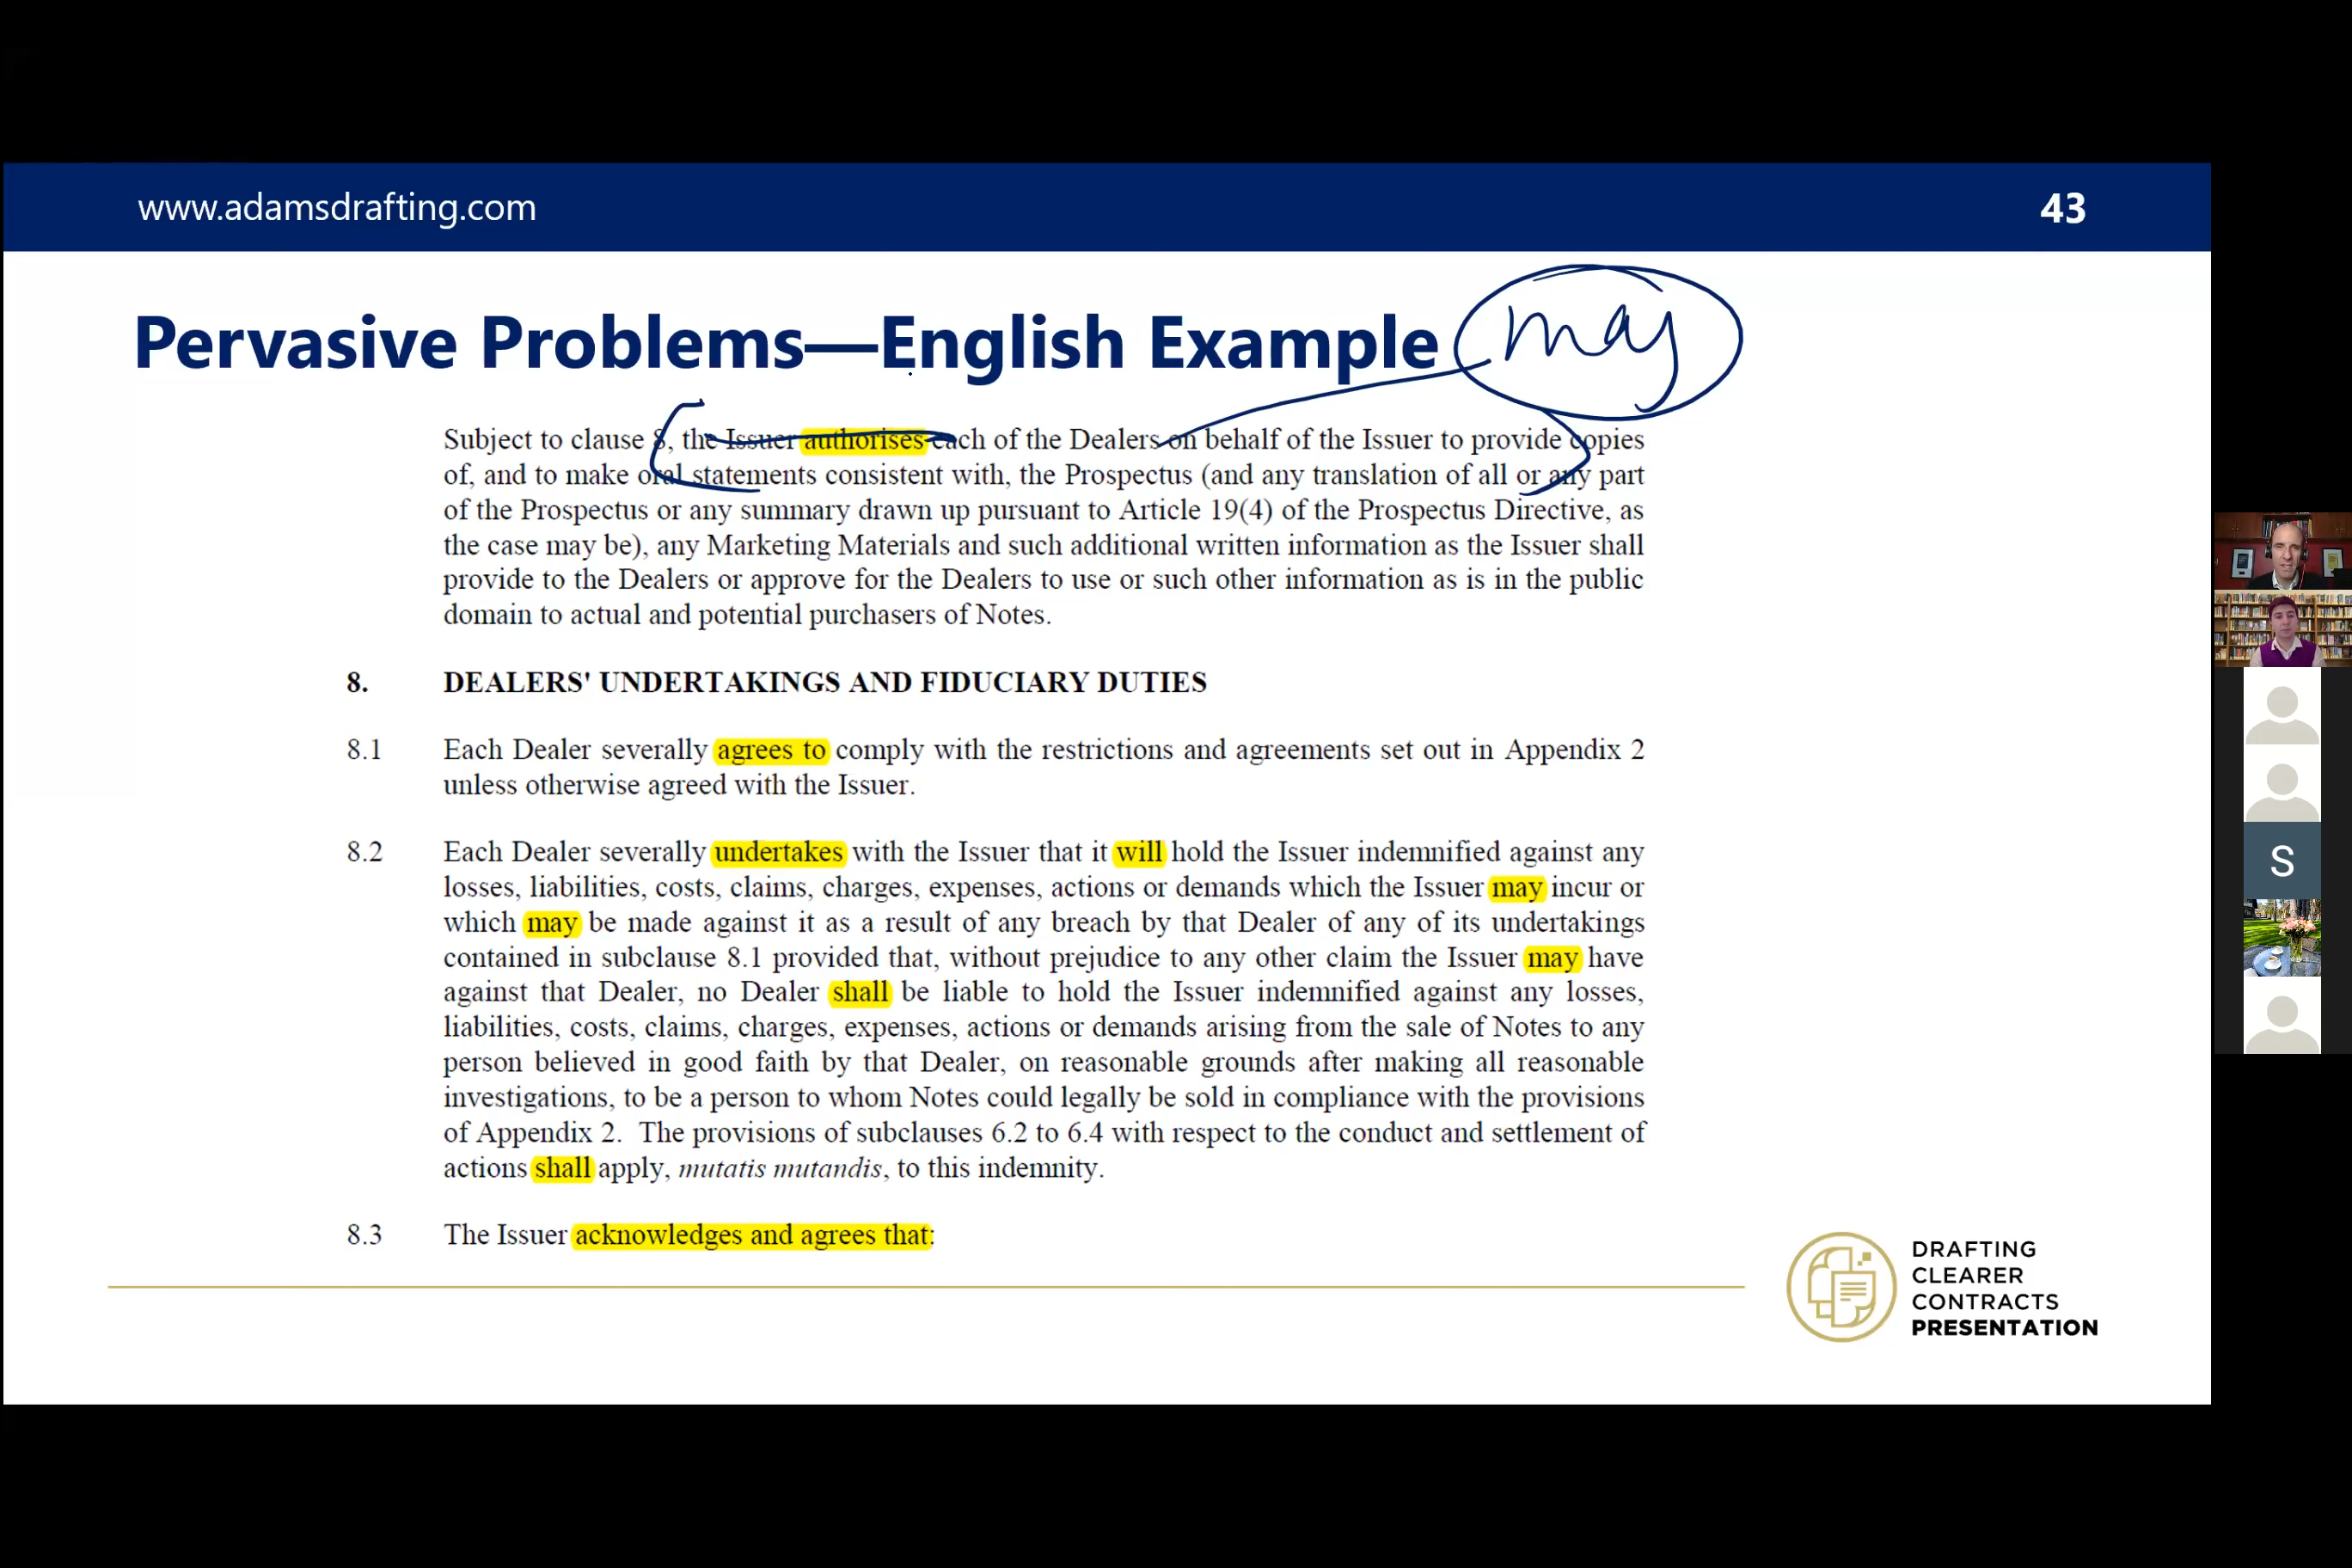 www.adamsdrafting.com
43
Pervasive Problems—English Example
may
Subject to clause 8, the Issuer authorises each of the Dealers on behalf of the Issuer to provide copies
of, and to make oral statements consistent with, the Prospectus (and any translation of all or any part
of the Prospectus or any summary drawn up pursuant to Article 19(4) of the Prospectus Directive, as
the case may be), any Marketing Materials and such additional written information as the Issuer shall
provide to the Dealers or approve for the Dealers to use or such other information as is in the public
domain to actual and potential purchasers of Notes.
8. DEALERS' UNDERTAKINGS AND FIDUCIARY DUTIES
8.1 Each Dealer severally agrees to comply with the restrictions and agreements set out in Appendix 2
unless otherwise agreed with the Issuer.
8.2 Each Dealer severally undertakes with the Issuer that it will hold the Issuer indemnified against any
losses, liabilities, costs, claims, charges, expenses, actions or demands which the Issuer may incur or
which may be made against it as a result of any breach by that Dealer of any of its undertakings
contained in subclause 8.1 provided that, without prejudice to any other claim the Issuer may have
against that Dealer, no Dealer shall be liable to hold the Issuer indemnified against any losses,
liabilities, costs, claims, charges, expenses, actions or demands arising from the sale of Notes to any
person believed in good faith by that Dealer, on reasonable grounds after making all reasonable
investigations, to be a person to whom Notes could legally be sold in compliance with the provisions
of Appendix 2. The provisions of subclauses 6.2 to 6.4 with respect to the conduct and settlement of
actions shall apply, mutatis mutandis, to this indemnity.
8.3 The Issuer acknowledges and agrees that:
DRAFTING
CLEARER
CONTRACTS
PRESENTATION
S